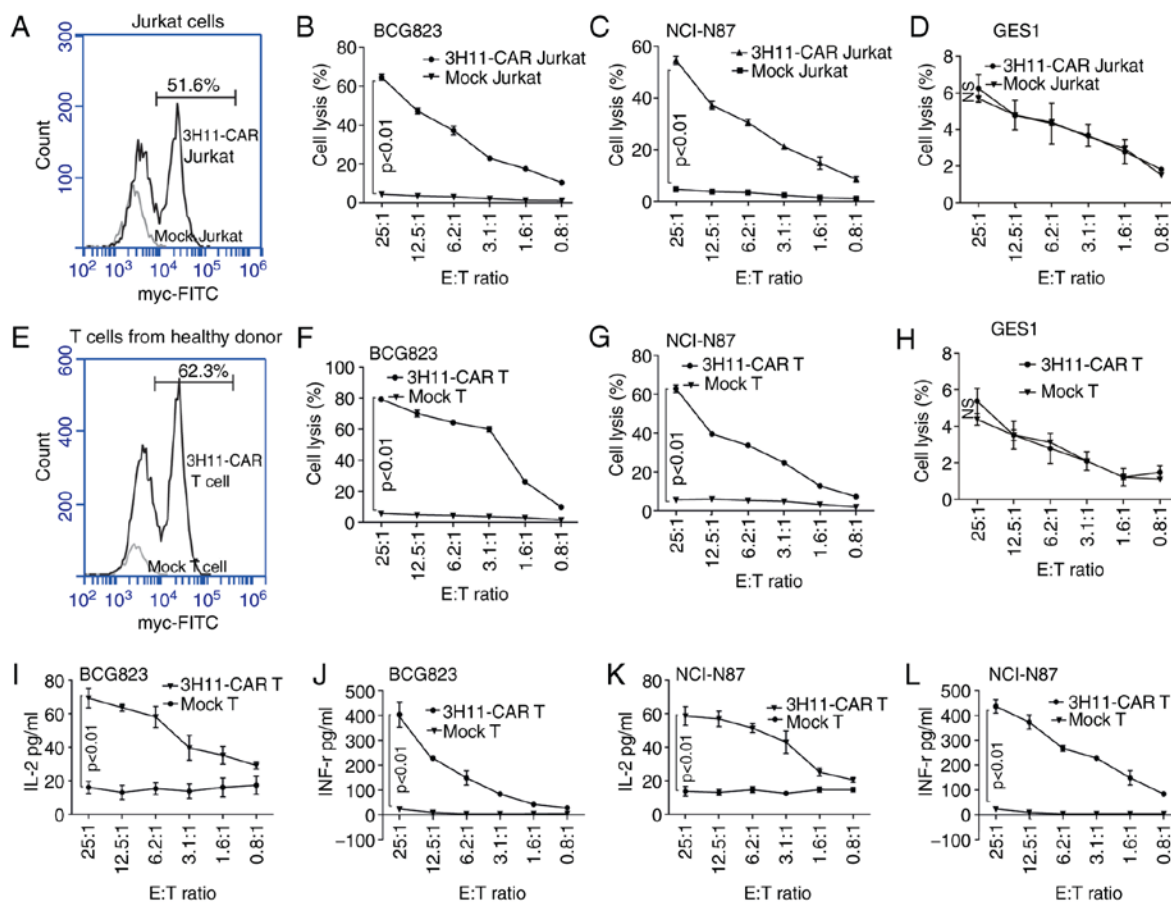 A
Jurkat cells
300
200
100
0
Count
51.6%
3H11-CAR
Jurkat
Mock Jurkat
10² 10³ 10⁴ 10⁵ 10⁶
myc-FITC
B
BCG823
3H11-CAR Jurkat
Mock Jurkat
80
60
40
20
0
Cell lysis (%)
p<0.01
25:1
12.5:1
6.2:1
3.1:1
1.6:1
0.8:1
E:T ratio
C
NCI-N87
3H11-CAR Jurkat
Mock Jurkat
60
40
20
0
Cell lysis (%)
p<0.01
25:1
12.5:1
6.2:1
3.1:1
1.6:1
0.8:1
E:T ratio
D
GES1
3H11-CAR Jurkat
Mock Jurkat
8
6
4
2
0
Cell lysis (%)
NS
25:1
12.5:1
6.2:1
3.1:1
1.6:1
0.8:1
E:T ratio
E
T cells from healthy donor
600
400
200
0
Count
62.3%
3H11-CAR
T cell
Mock T cell
10² 10³ 10⁴ 10⁵ 10⁶
myc-FITC
F
BCG823
3H11-CAR T
Mock T
100
80
60
40
20
0
Cell lysis (%)
p<0.01
25:1
12.5:1
6.2:1
3.1:1
1.6:1
0.8:1
E:T ratio
G
NCI-N87
3H11-CAR T
Mock T
80
60
40
20
0
Cell lysis (%)
p<0.01
25:1
12.5:1
6.2:1
3.1:1
1.6:1
0.8:1
E:T ratio
H
GES1
3H11-CAR T
Mock T
8
6
4
2
0
Cell lysis (%)
NS
25:1
12.5:1
6.2:1
3.1:1
1.6:1
0.8:1
E:T ratio
I
BCG823
3H11-CAR T
Mock T
80
60
40
20
0
IL-2 pg/ml
p<0.01
25:1
12.5:1
6.2:1
3.1:1
1.6:1
0.8:1
E:T ratio
J
BCG823
3H11-CAR T
Mock T
500
400
300
200
100
0
−100
INF-r pg/ml
p<0.01
25:1
12.5:1
6.2:1
3.1:1
1.6:1
0.8:1
E:T ratio
K
NCI-N87
3H11-CAR T
Mock T
80
60
40
20
0
IL-2 pg/ml
p<0.01
25:1
12.5:1
6.2:1
3.1:1
1.6:1
0.8:1
E:T ratio
L
NCI-N87
3H11-CAR T
Mock T
500
400
300
200
100
0
−100
INF-r pg/ml
p<0.01
25:1
12.5:1
6.2:1
3.1:1
1.6:1
0.8:1
E:T ratio